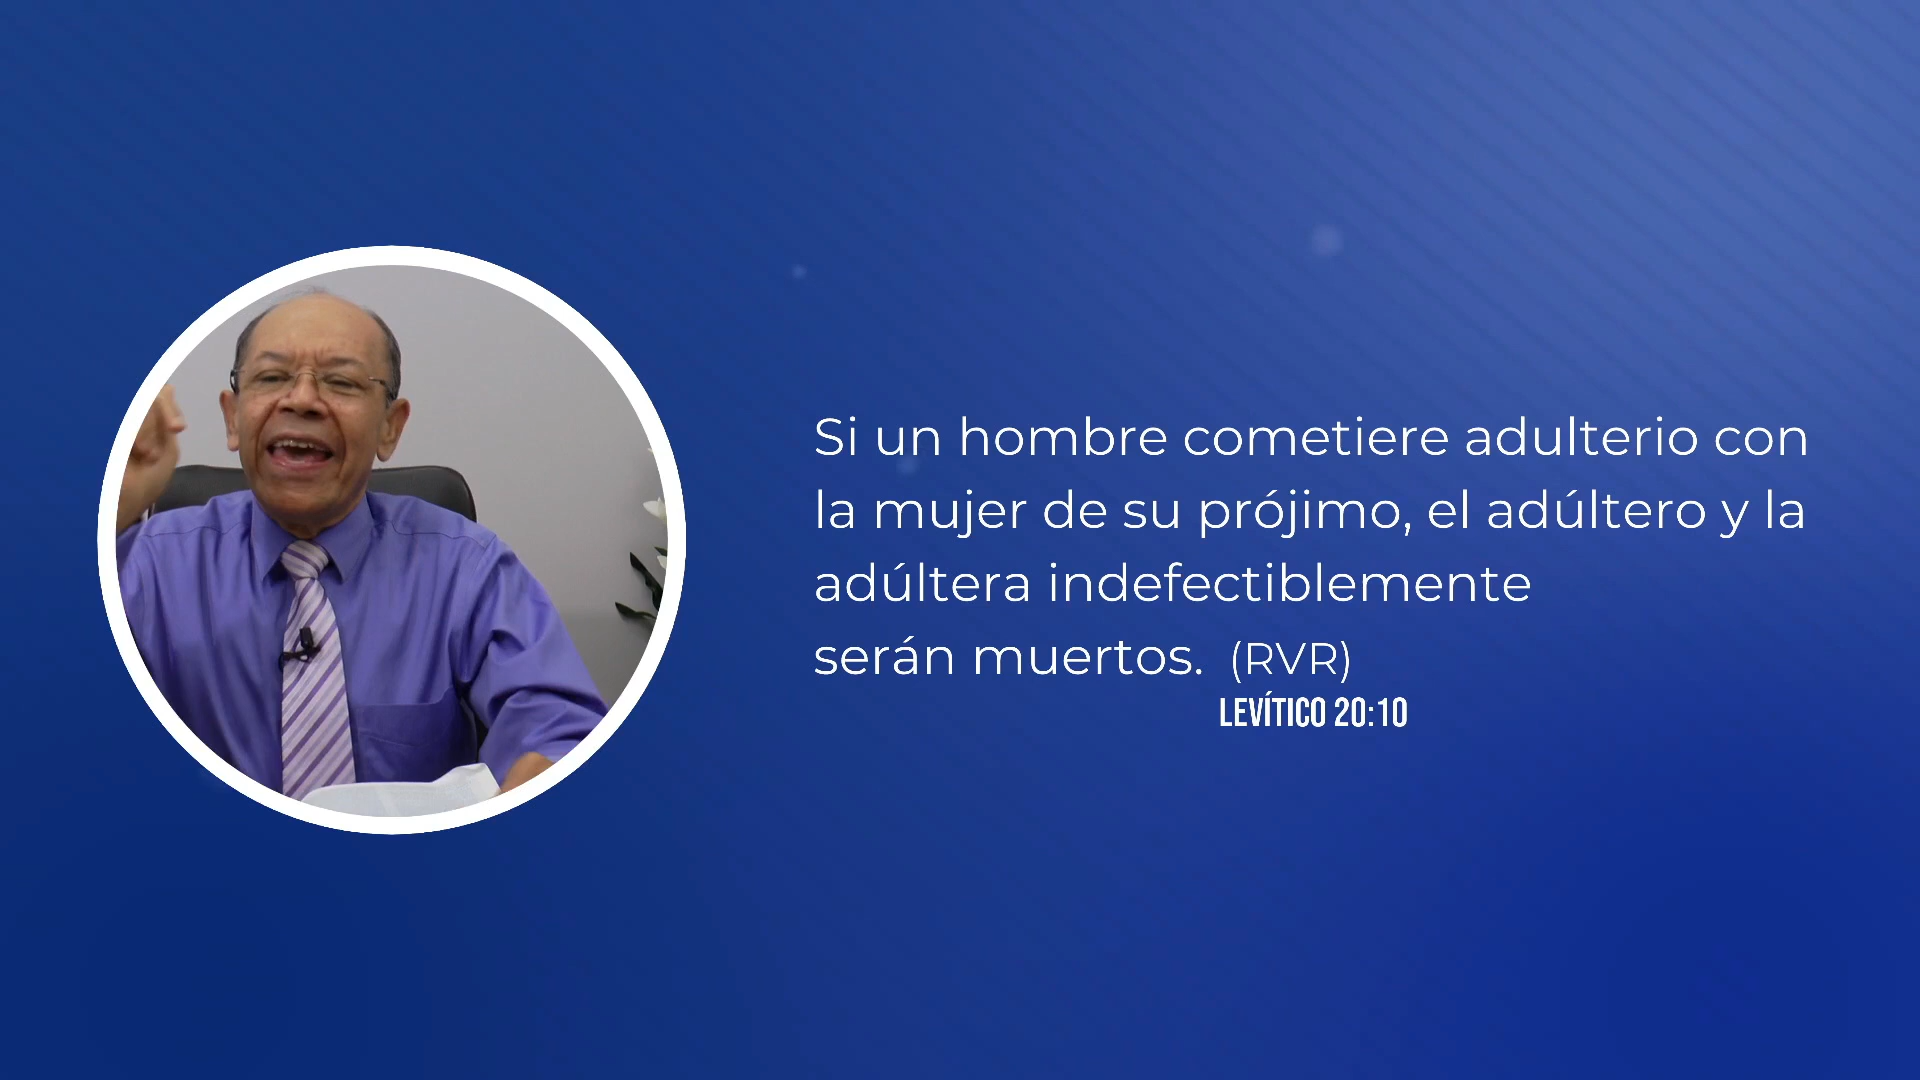 Si un hombre cometiere adulterio con
la mujer de su prójimo, el adúltero y la
adúltera indefectiblemente
serán muertos. (RVR)
LEVÍTICO 20:10